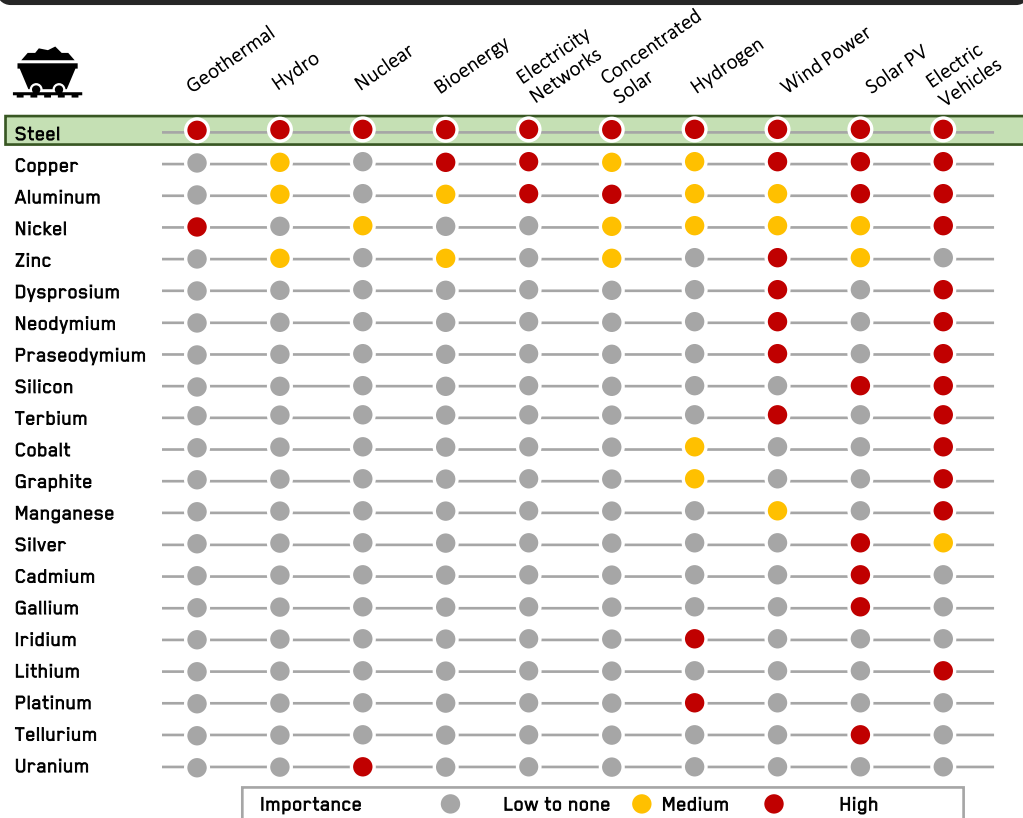 Geothermal
Hydro
Nuclear
Bioenergy
Electricity
Networks
Concentrated
Solar
Hydrogen
Wind Power
Solar PV
Electric
Vehicles
Steel
Copper
Aluminum
Nickel
Zinc
Dysprosium
Neodymium
Praseodymium
Silicon
Terbium
Cobalt
Graphite
Manganese
Silver
Cadmium
Gallium
Iridium
Lithium
Platinum
Tellurium
Uranium
Importance Low to none Medium High